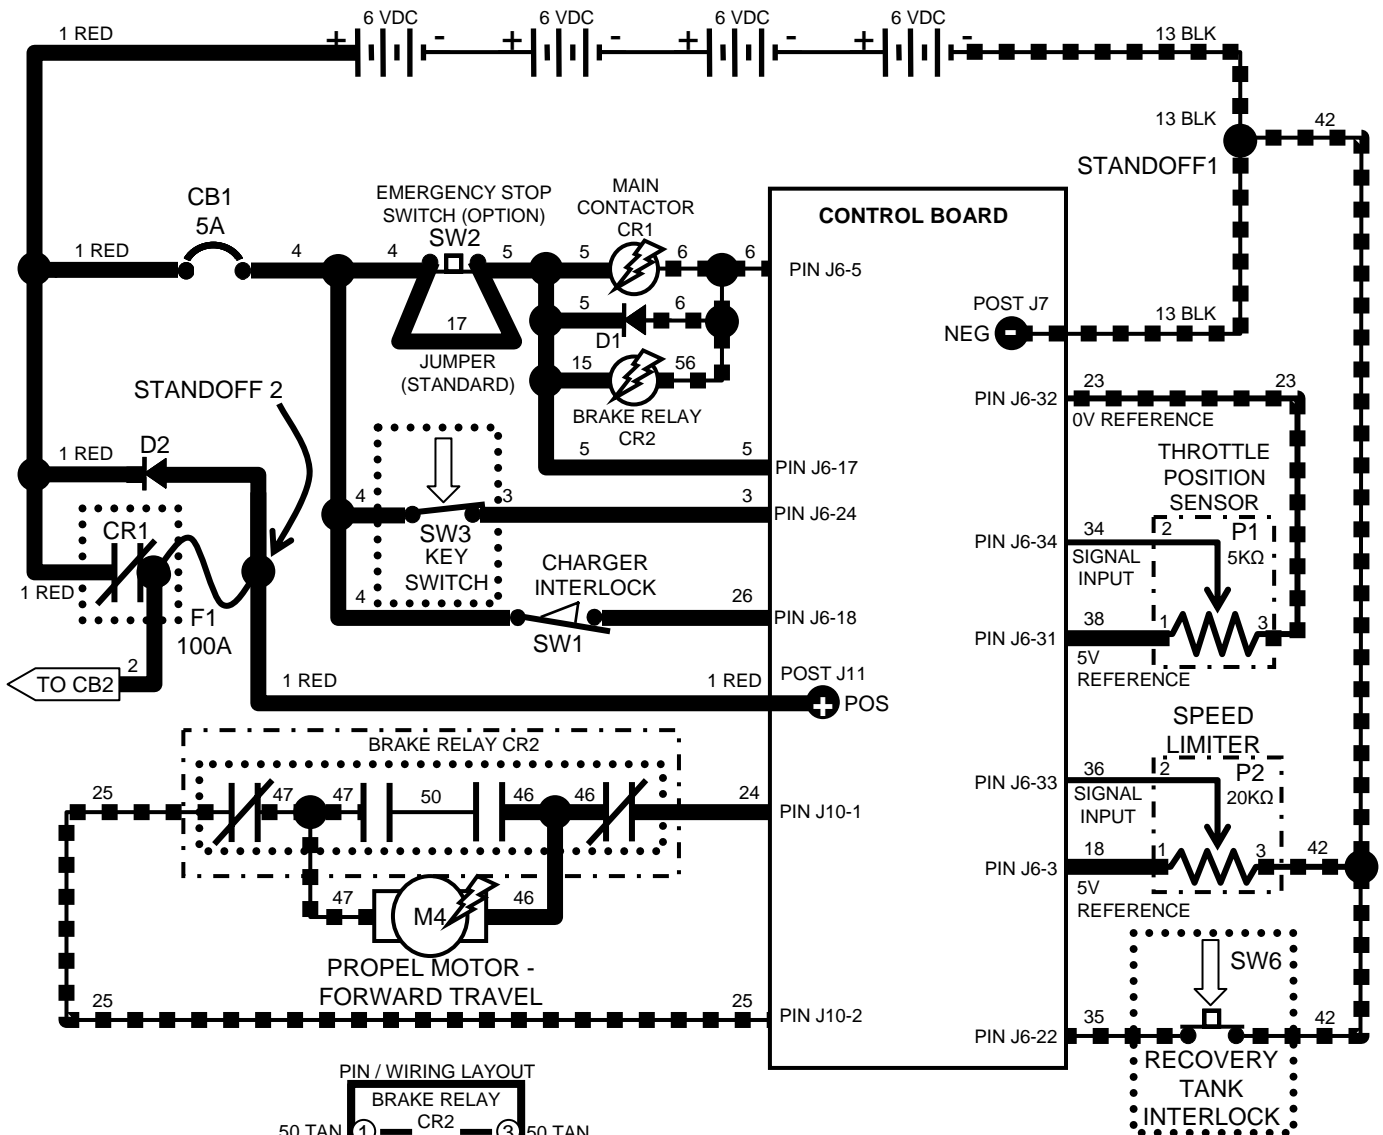 6 VDC 6 VDC 6 VDC 6 VDC
1 RED + - + - + - + - 13 BLK
13 BLK 42
STANDOFF1
CB1
5A
EMERGENCY STOP
SWITCH (OPTION)
SW2
MAIN
CONTACTOR
CR1
CONTROL BOARD
1 RED 4 4 5 5 6 6 PIN J6-5
17
JUMPER
(STANDARD)
5 6
D1
15 56
BRAKE RELAY
CR2
POST J7
NEG - 13 BLK
STANDOFF 2
PIN J6-32 23 23
0V REFERENCE
1 RED D2
5 5 PIN J6-17
THROTTLE
POSITION
SENSOR
4 3 3 PIN J6-24
SW3
KEY
SWITCH
CR1
1 RED
F1
100A
PIN J6-34 34 2 P1
5KΩ
SIGNAL
INPUT
CHARGER
INTERLOCK
4 26 PIN J6-18
SW1
PIN J6-31 38 1 3
5V
REFERENCE
TO CB2 2
1 RED 1 RED POST J11
+ POS
SPEED
LIMITER
BRAKE RELAY CR2
PIN J6-33 36 2 P2
20KΩ
SIGNAL
INPUT
25 47 47 50 46 46 24 PIN J10-1
PIN J6-3 18 1 3 42
5V
REFERENCE
47 M4 46
PROPEL MOTOR -
FORWARD TRAVEL
SW6
25 25 PIN J10-2
PIN J6-22 35 42
RECOVERY
TANK
INTERLOCK
PIN / WIRING LAYOUT
BRAKE RELAY
CR2
50 TAN 1 3 50 TAN